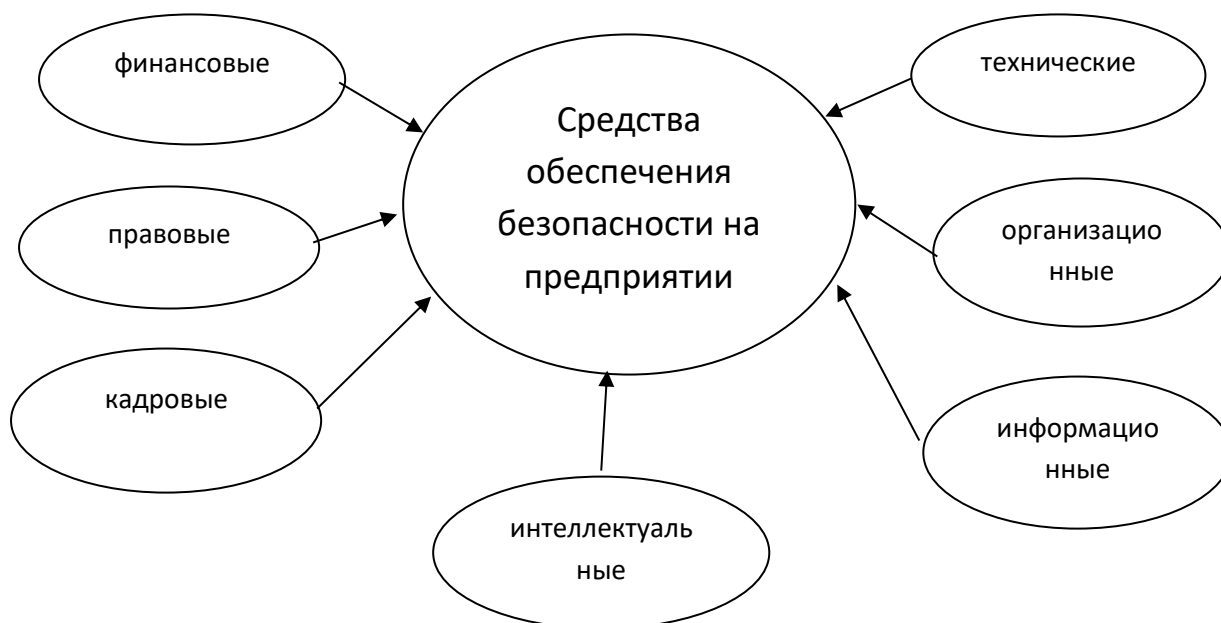 финансовые
технические
Средства
обеспечения
безопасности на
предприятии
правовые
организацио
нные
кадровые
информацио
нные
интеллектуаль
ные